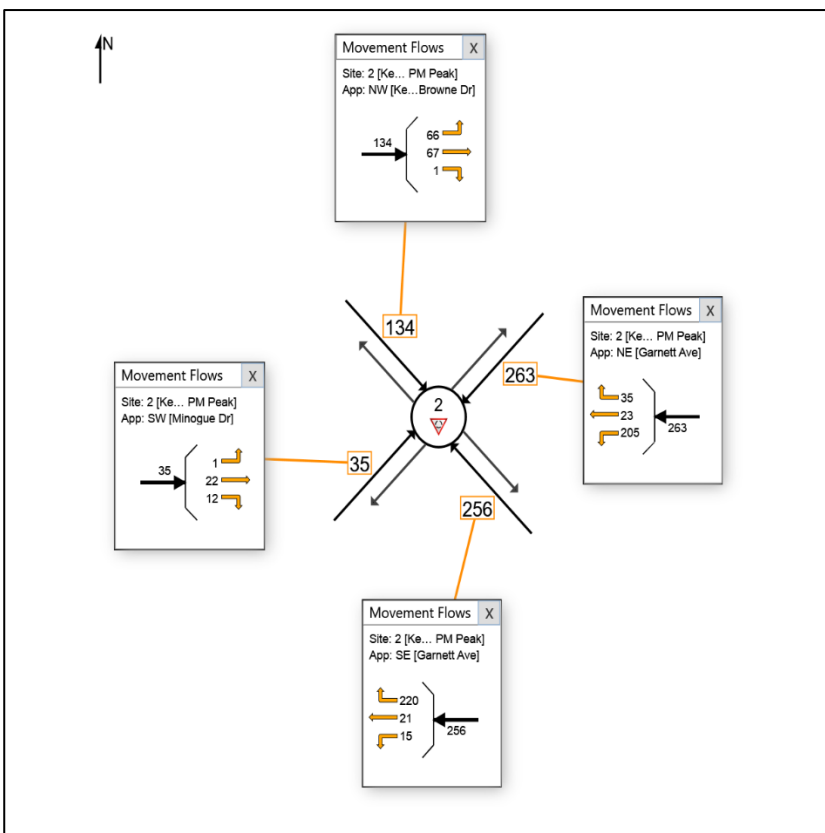 N
Movement Flows X
Site: 2 [Ke... PM Peak]
App: NW [Ke...Browne Dr]
134
66
67
1
134
263
2
35
256
Movement Flows X
Site: 2 [Ke... PM Peak]
App: NE [Garnett Ave]
35
23
205
263
Movement Flows X
Site: 2 [Ke... PM Peak]
App: SW [Minogue Dr]
35
1
22
12
Movement Flows X
Site: 2 [Ke... PM Peak]
App: SE [Garnett Ave]
220
21
15
256